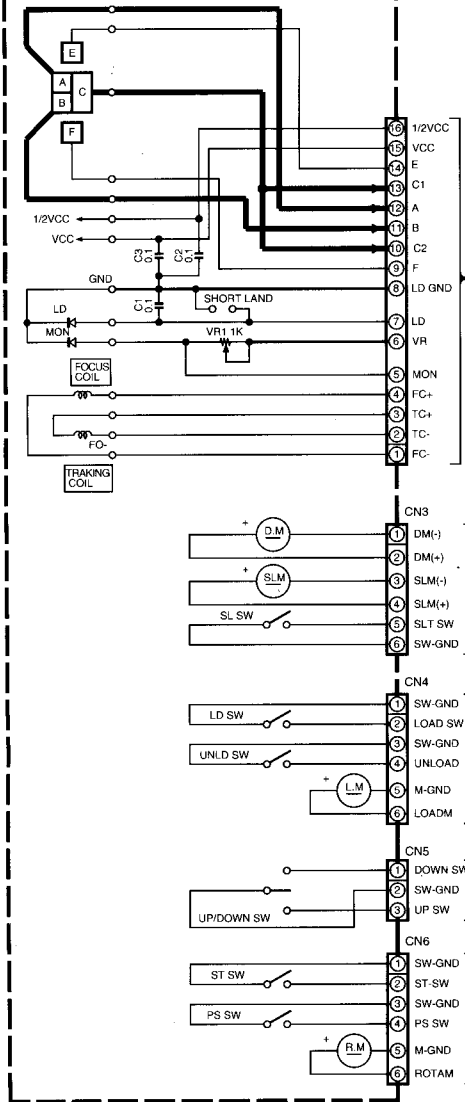 E
A
C
B
F
16 1/2VCC
15 VCC
14 E
13 C1
12 A
11 B
1/2VCC
VCC
10 C2
C3 0.1
C2 0.1
9 F
GND
8 LD GND
C1 0.1
SHORT LAND
LD
7 LD
MON
VR1 1K
6 VR
FOCUS COIL
5 MON
4 FC+
3 TC+
FO-
2 TC-
1 FC-
TRAKING COIL
CN3
+ D.M
1 DM(-)
2 DM(+)
+ SLM
3 SLM(-)
4 SLM(+)
SL SW
5 SLT SW
6 SW-GND
CN4
1 SW-GND
LD SW
2 LOAD SW
3 SW-GND
UNLD SW
4 UNLOAD
+ L.M
5 M-GND
6 LOADM
CN5
1 DOWN SW
2 SW-GND
3 UP SW
UP/DOWN SW
CN6
1 SW-GND
ST SW
2 ST-SW
3 SW-GND
PS SW
4 PS SW
+ R.M
5 M-GND
6 ROTAM